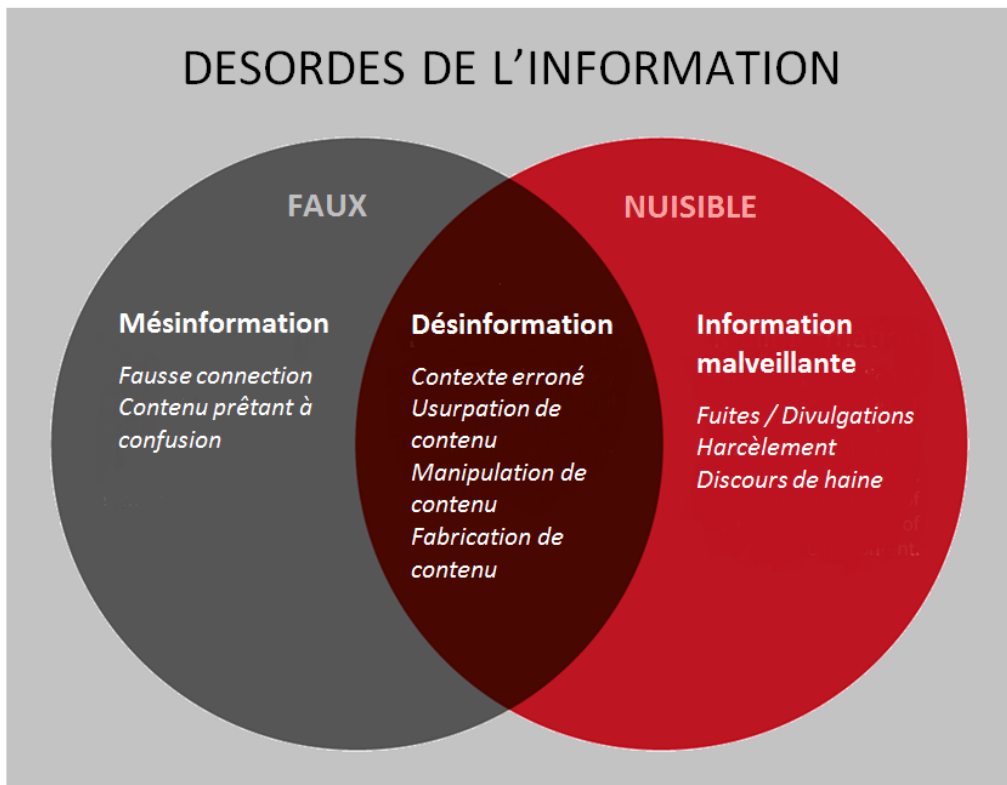 DESORDES DE L’INFORMATION
FAUX
NUISIBLE
Mésinformation
Fausse connection
Contenu prêtant à
confusion
Désinformation
Contexte erroné
Usurpation de
contenu
Manipulation de
contenu
Fabrication de
contenu
Information
malveillante
Fuites / Divulgations
Harcèlement
Discours de haine
of